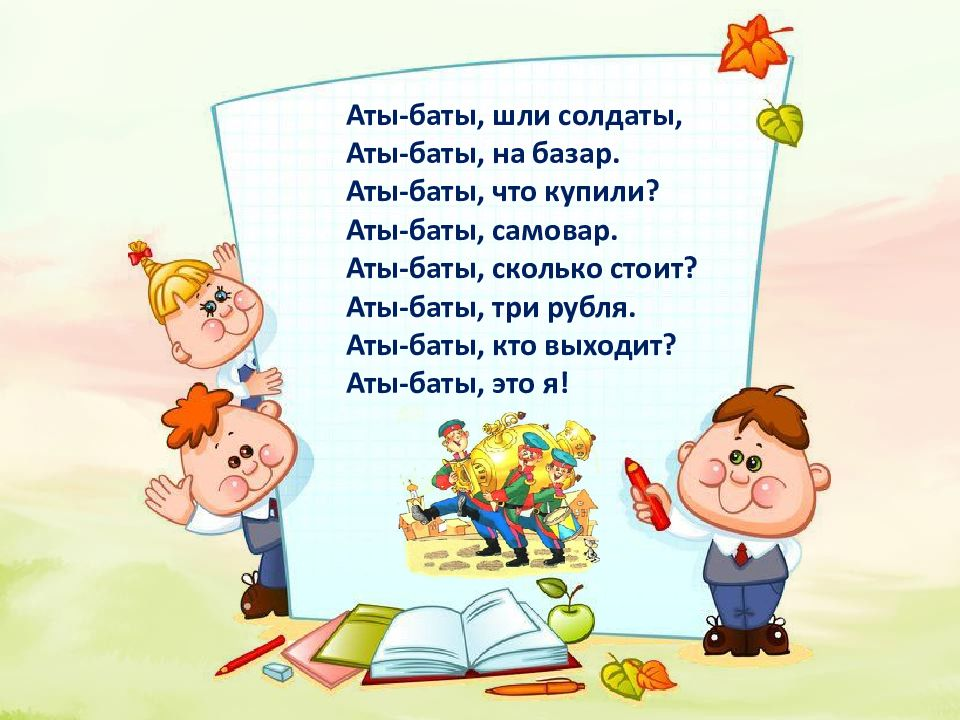 Аты-баты, шли солдаты,
Аты-баты, на базар.
Аты-баты, что купили?
Аты-баты, самовар.
Аты-баты, сколько стоит?
Аты-баты, три рубля.
Аты-баты, кто выходит?
Аты-баты, это я!